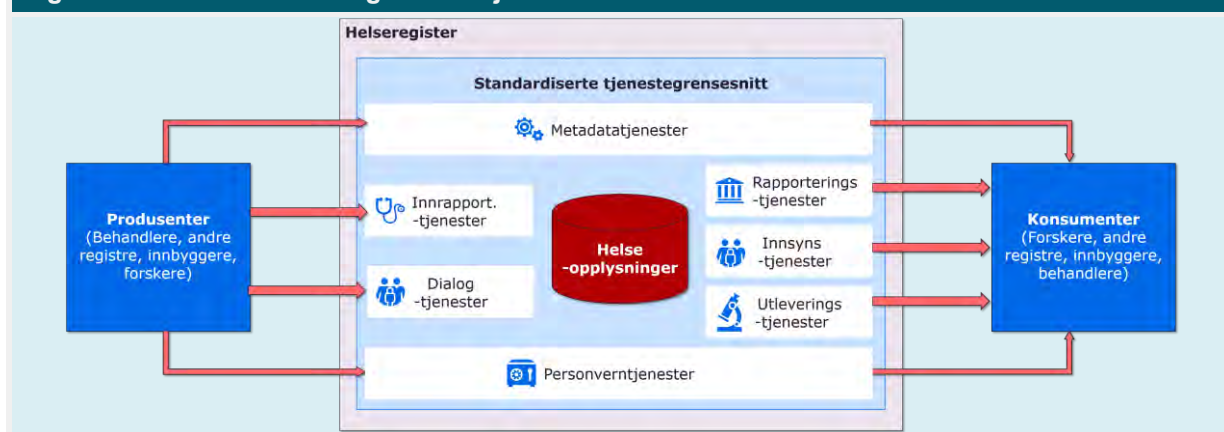 Helseregister
Standardiserte tjenestegrensesnitt
Metadatatjenester
Produsenter
(Behandlere, andre
registre, innbyggere,
forskere)
Innrapport.
-tjenester
Dialog
-tjenester
Helse
-opplysninger
Rapporterings
-tjenester
Innsyns
-tjenester
Utleverings
-tjenester
Konsumenter
(Forskere, andre
registre, innbyggere,
behandlere)
Personverntjenester